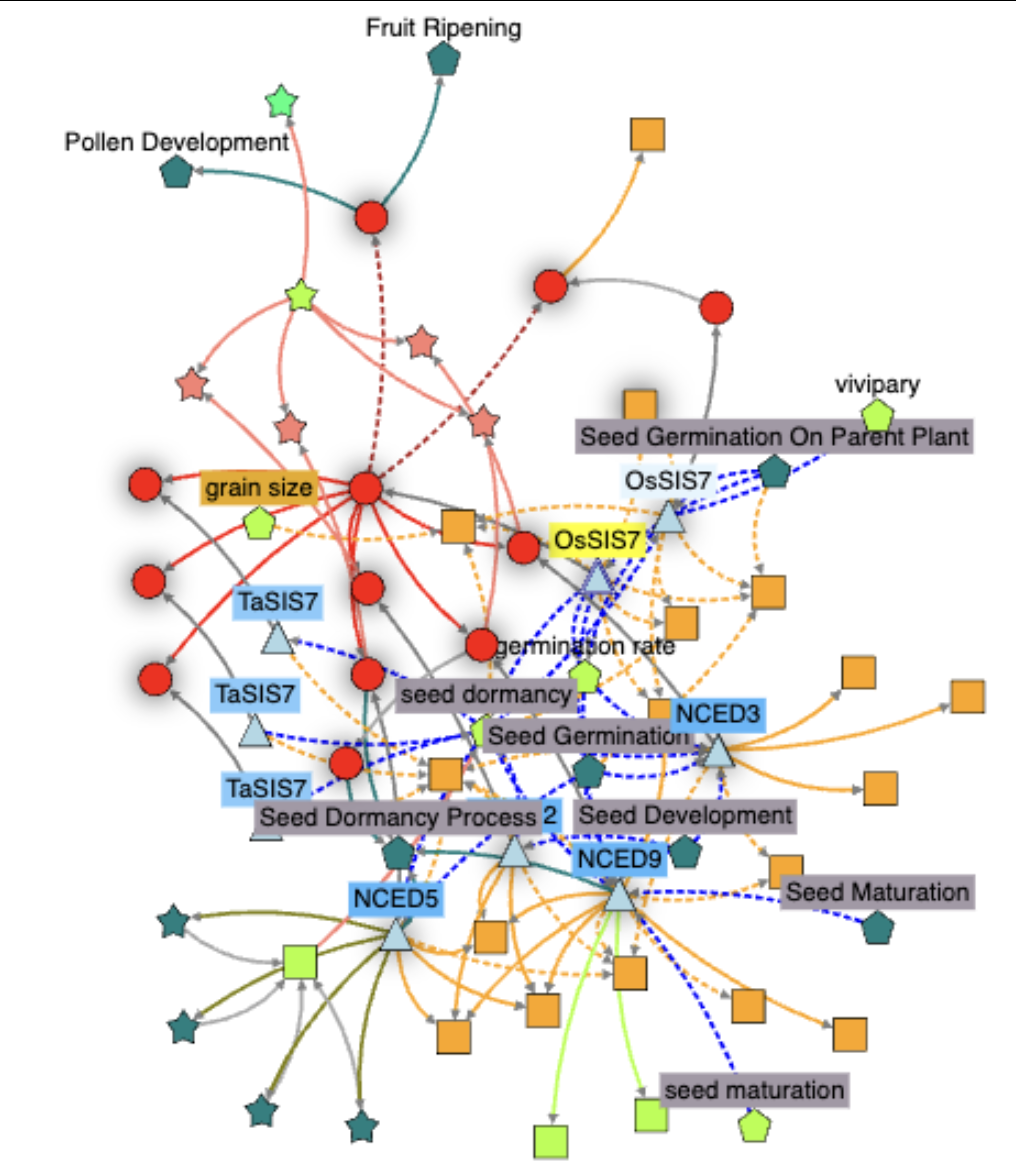 Fruit Ripening
Pollen Development
vivipary
Seed Germination On Parent Plant
OsSIS7
grain size
OsSIS7
TaSIS7
germination rate
seed dormancy
TaSIS7
NCED3
Seed Germination
TaSIS7
Seed Dormancy Process
2
Seed Development
NCED9
Seed Maturation
NCED5
seed maturation